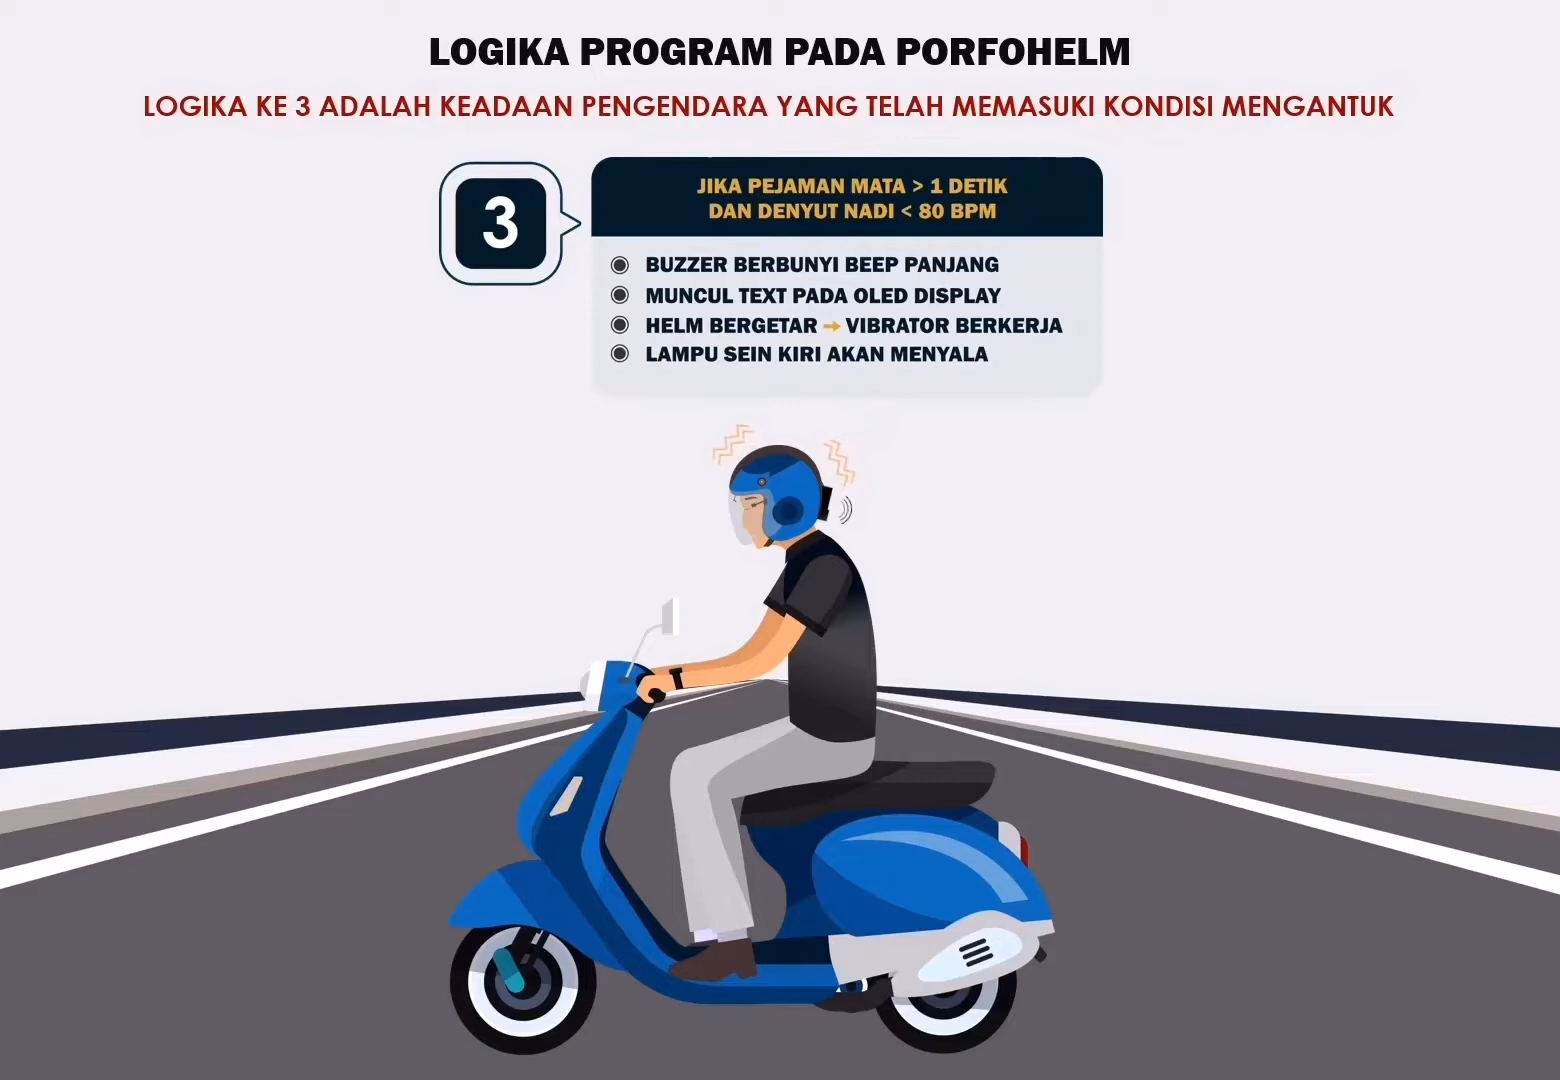 LOGIKA PROGRAM PADA PORFOHELM
LOGIKA KE 3 ADALAH KEADAAN PENGENDARA YANG TELAH MEMASUKI KONDISI MENGANTUK
3
JIKA PEJAMAN MATA > 1 DETIK
DAN DENYUT NADI < 80 BPM
BUZZER BERBUNYI BEEP PANJANG
MUNCUL TEXT PADA OLED DISPLAY
HELM BERGETAR → VIBRATOR BERKERJA
LAMPU SEIN KIRI AKAN MENYALA